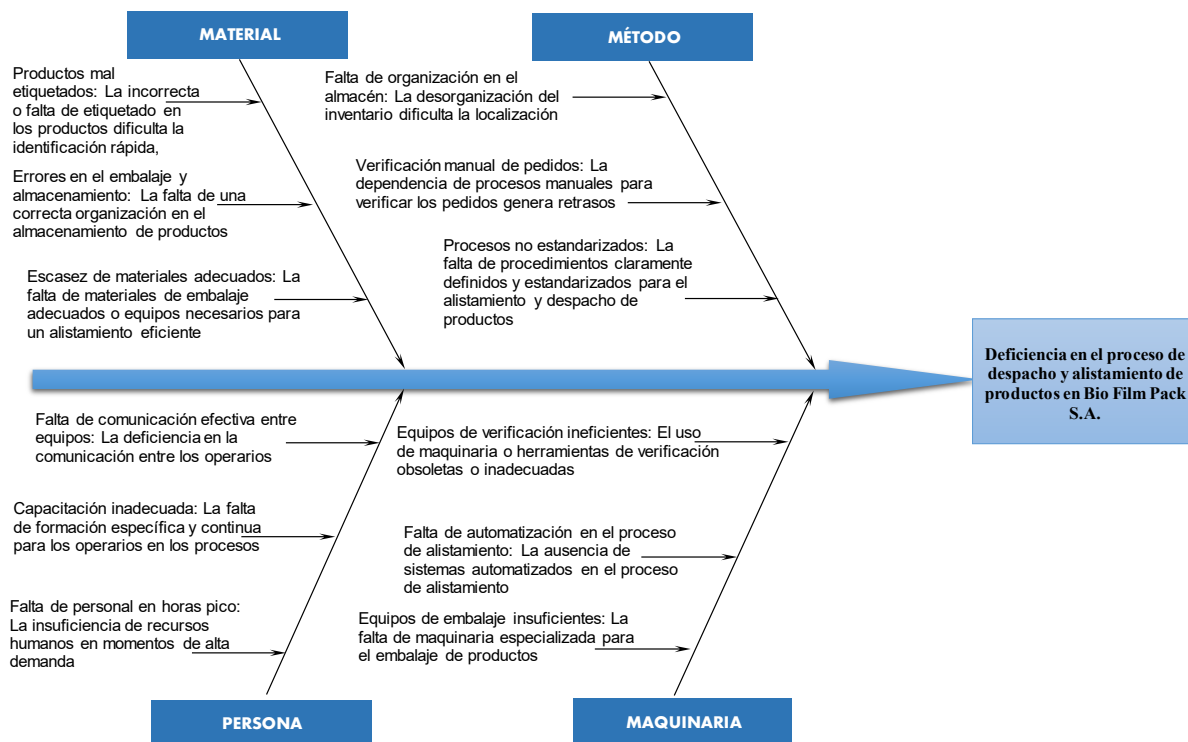 MATERIAL
Productos mal
etiquetados: La incorrecta
o falta de etiquetado en
los productos dificulta la
identificación rápida,
Errores en el embalaje y
almacenamiento: La falta de una
correcta organización en el
almacenamiento de productos
Escasez de materiales adecuados: La
falta de materiales de embalaje
adecuados o equipos necesarios para
un alistamiento eficiente
MÉTODO
Falta de organización en el
almacén: La desorganización del
inventario dificulta la localización
Verificación manual de pedidos: La
dependencia de procesos manuales para
verificar los pedidos genera retrasos
Procesos no estandarizados: La
falta de procedimientos claramente
definidos y estandarizados para el
alistamiento y despacho de
productos
Deficiencia en el proceso de
despacho y alistamiento de
productos en Bio Film Pack
S.A.
Falta de comunicación efectiva entre
equipos: La deficiencia en la
comunicación entre los operarios
Capacitación inadecuada: La falta
de formación específica y continua
para los operarios en los procesos
Falta de personal en horas pico:
La insuficiencia de recursos
humanos en momentos de alta
demanda
PERSONA
Equipos de verificación ineficientes: El uso
de maquinaria o herramientas de verificación
obsoletas o inadecuadas
Falta de automatización en el proceso
de alistamiento: La ausencia de
sistemas automatizados en el proceso
de alistamiento
Equipos de embalaje insuficientes: La
falta de maquinaria especializada para
el embalaje de productos
MAQUINARIA